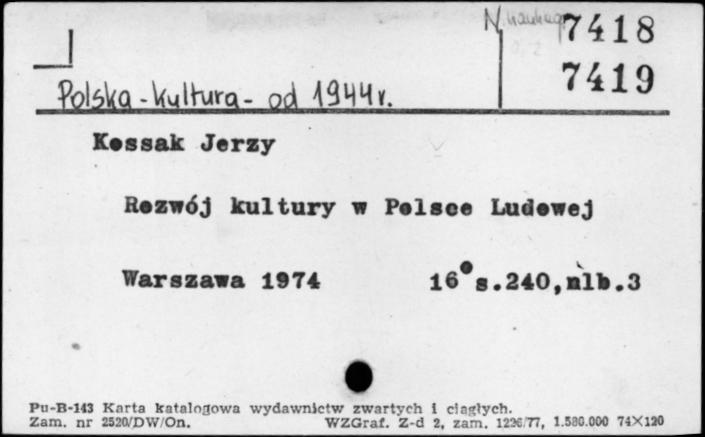 7418
7419
Polska - kultura - od 1944r.
Kossak Jerzy
Rozwój kultury w Polsce Ludowej
Warszawa 1974 16° s.240,nlb.3
Pu-B-143 Karta katalogowa wydawnictw zwartych i ciągłych.
Zam. nr 2520/DW/On. WZGraf. Z-d 2, zam. 1226/77, 1.580.000 74×120